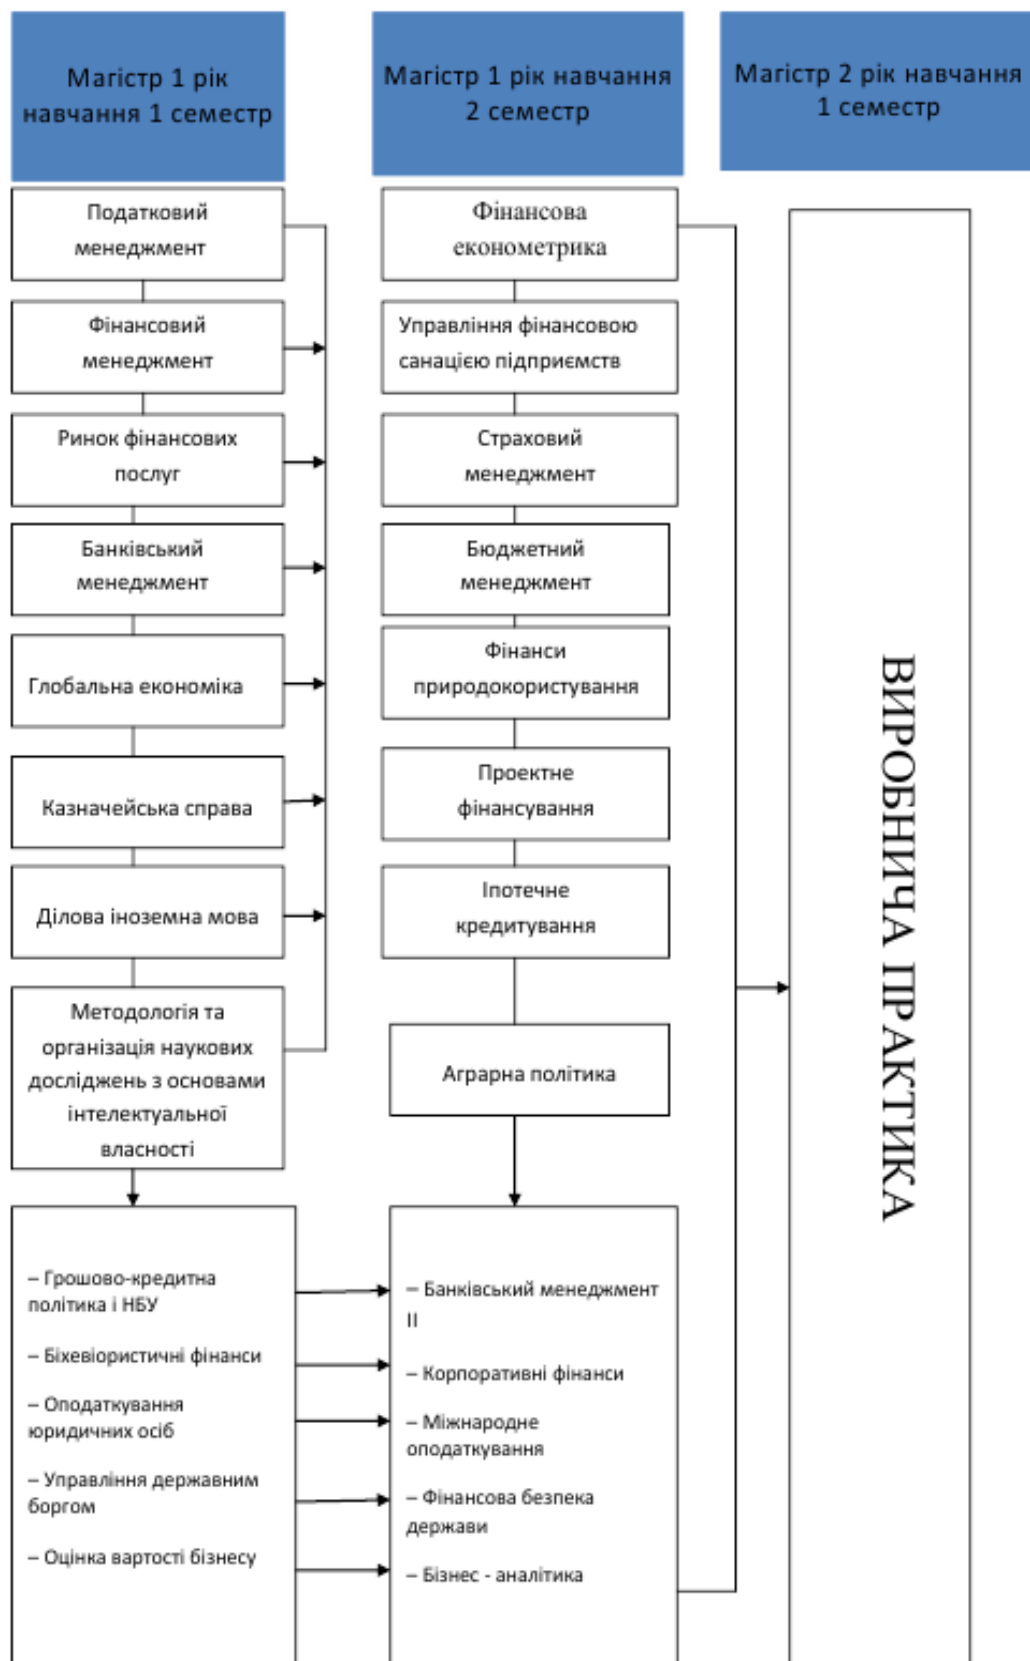 Магістр 1 рік
навчання 1 семестр
Податковий
менеджмент
Фінансовий
менеджмент
Ринок фінансових
послуг
Банківський
менеджмент
Глобальна економіка
Казначейська справа
Ділова іноземна мова
Методологія та
організація наукових
досліджень з основами
інтелектуальної
власності
– Грошово-кредитна
політика і НБУ
– Біхевіористичні фінанси
– Оподаткування
юридичних осіб
– Управління державним
боргом
– Оцінка вартості бізнесу
Магістр 1 рік навчання
2 семестр
Фінансова
економетрика
Управління фінансовою
санацією підприємств
Страховий
менеджмент
Бюджетний
менеджмент
Фінанси
природокористування
Проектне
фінансування
Іпотечне
кредитування
Аграрна політика
– Банківський менеджмент
ІІ
– Корпоративні фінанси
– Міжнародне
оподаткування
– Фінансова безпека
держави
– Бізнес - аналітика
Магістр 2 рік навчання
1 семестр
ВИРОБНИЧА ПРАКТИКА